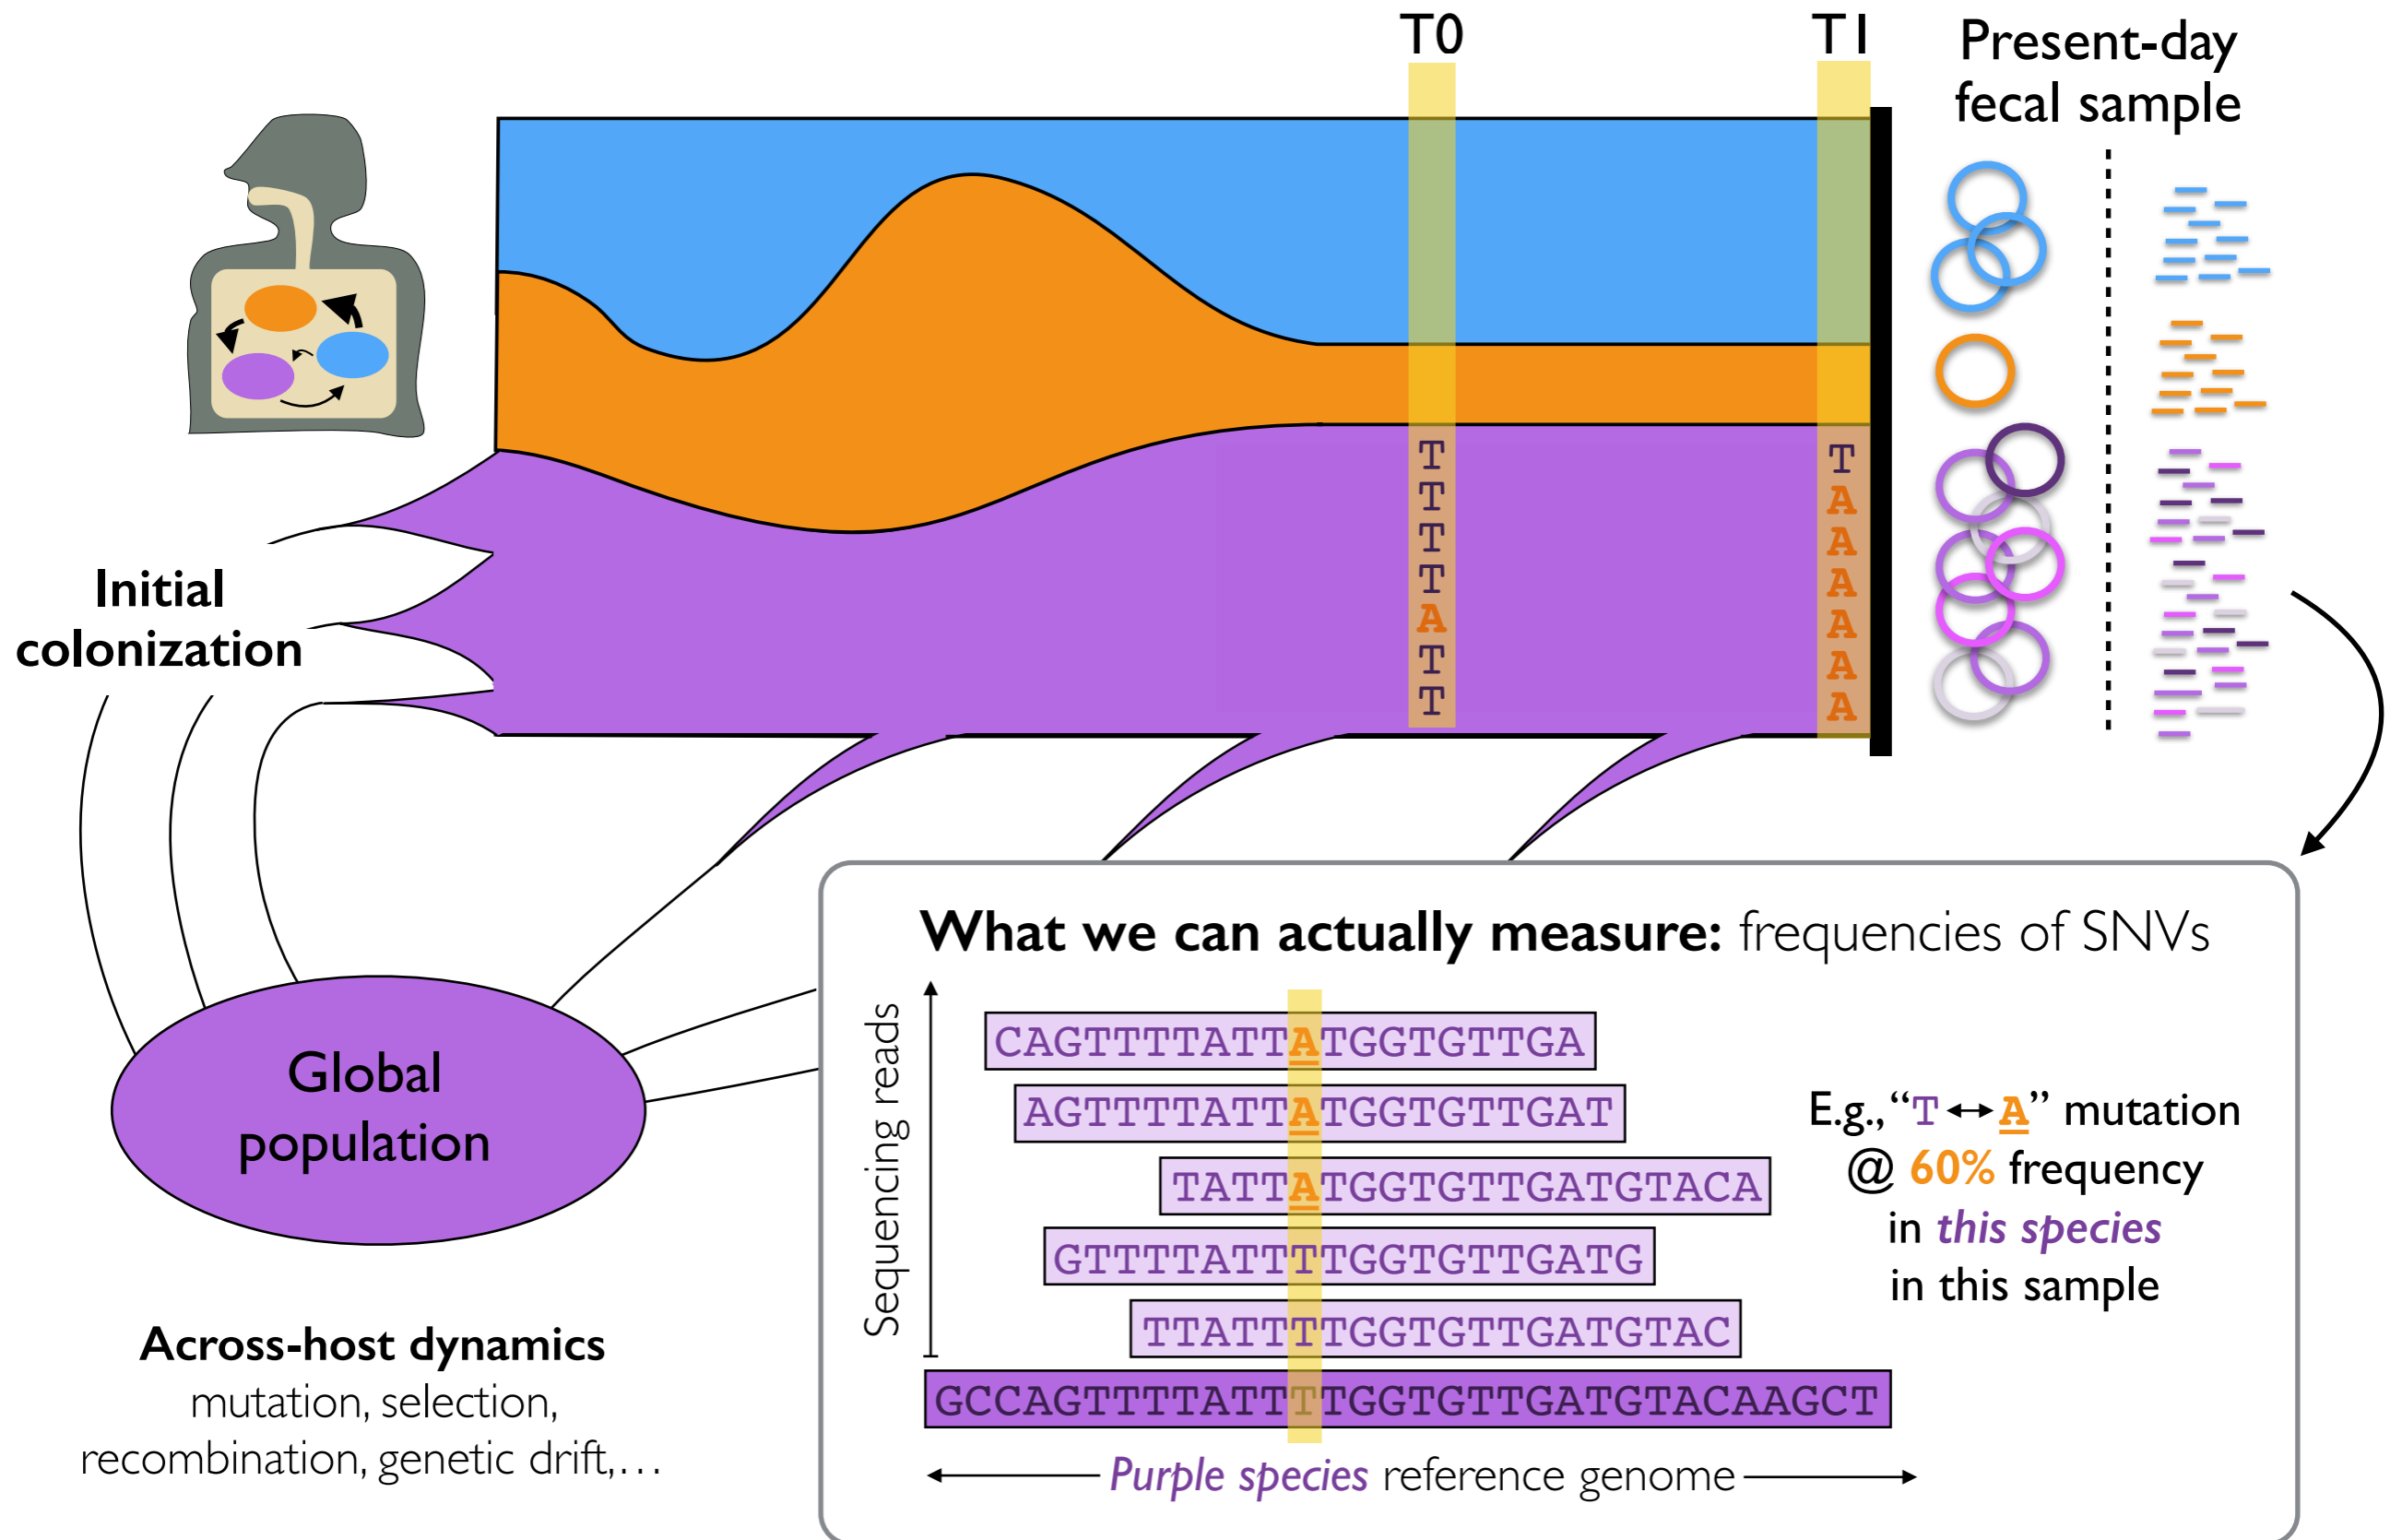 T0
T1
Present-day
fecal sample
T
T
T
T
A
T
T
T
A
A
A
A
A
A
Initial
colonization
Global
population
Across-host dynamics
mutation, selection,
recombination, genetic drift,…
What we can actually measure: frequencies of SNVs
Sequencing reads
CAGTTTTATTATGGTGTTGA
AGTTTTATTATGGTGTTGAT
TATTATGGTGTTGATGTACA
GTTTTATTTTGGTGTTGATG
TTATTTTGGTGTTGATGTAC
GCCAGTTTTATTTTGGTGTTGATGTACAAGCT
Purple species reference genome
E.g., “T↔A” mutation
@ 60% frequency
in this species
in this sample